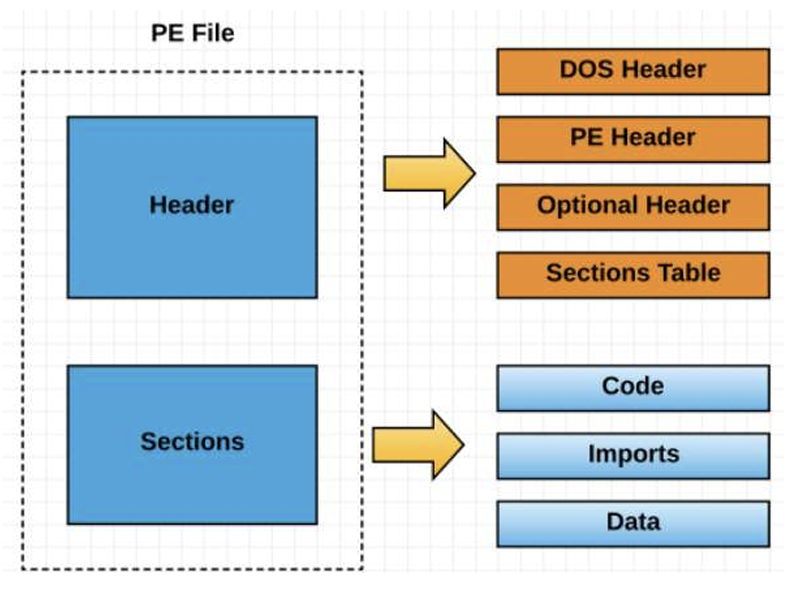 PE File
Header
DOS Header
PE Header
Optional Header
Sections Table
Sections
Code
Imports
Data